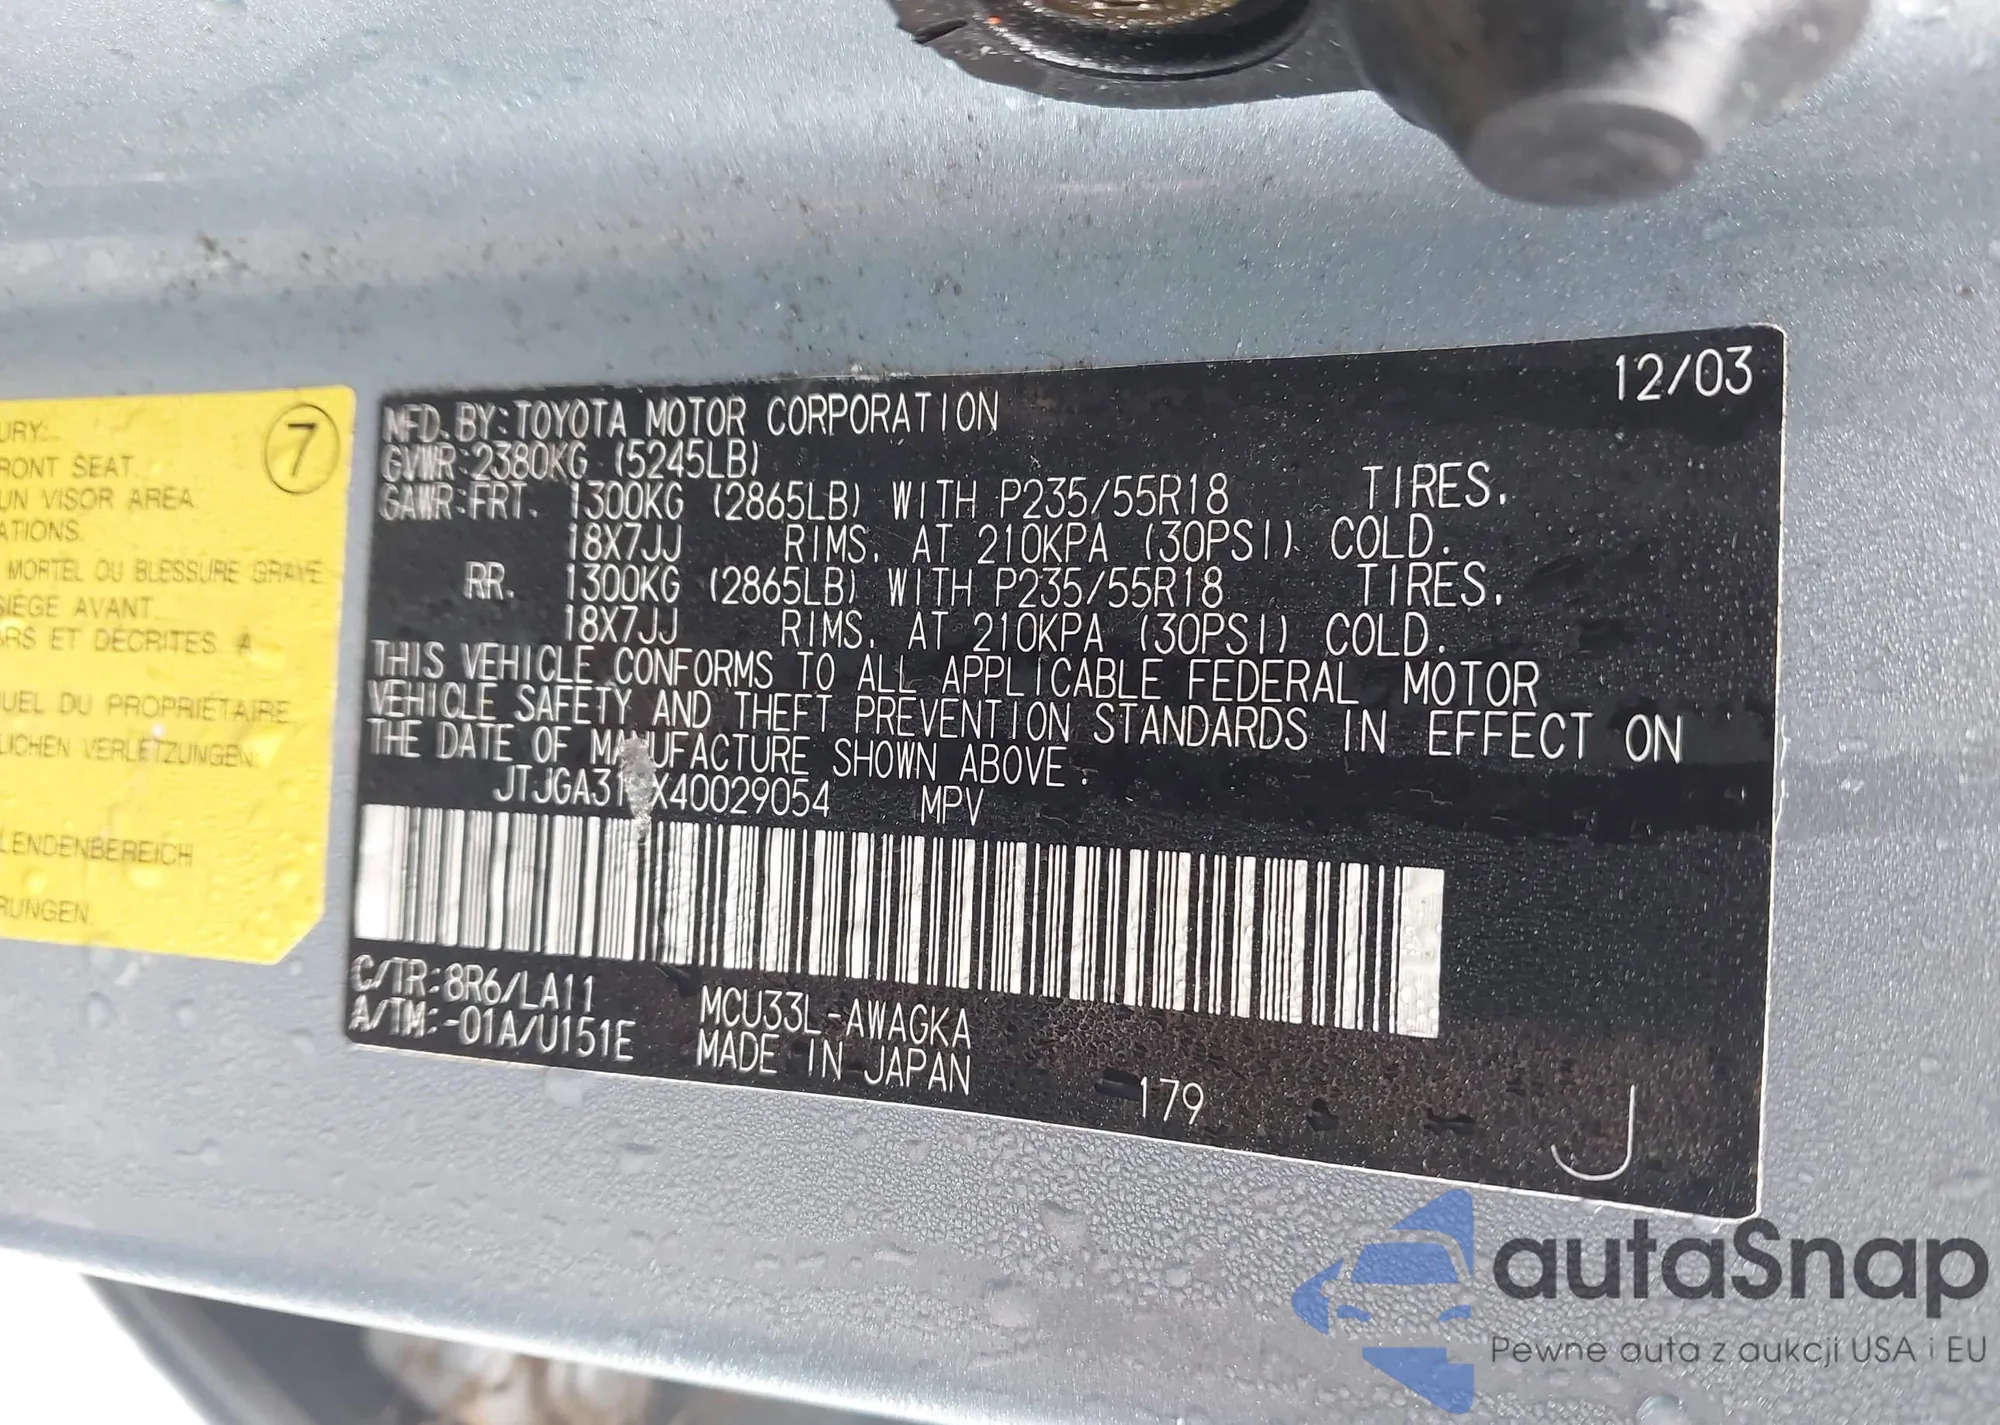 URY:
RONT SEAT.
UN VISOR AREA
ATIONS.
MORTEL OU BLESSURE GRAVE
SIÈGE AVANT.
ARS ET DÉCRITES À
NUEL DU PROPRIÉTAIRE
LICHEN VERLETZUNGEN:
LENDENBEREICH
RUNGEN.
7
12/03
MFD. BY: TOYOTA MOTOR CORPORATION
GVWR: 2380KG (5245LB)
GAWR: FRT. 1300KG (2865LB) WITH P235/55R18 TIRES,
18X7JJ RIMS, AT 210KPA (30PSI) COLD.
RR. 1300KG (2865LB) WITH P235/55R18 TIRES,
18X7JJ RIMS, AT 210KPA (30PSI) COLD.
THIS VEHICLE CONFORMS TO ALL APPLICABLE FEDERAL MOTOR
VEHICLE SAFETY AND THEFT PREVENTION STANDARDS IN EFFECT ON
THE DATE OF MANUFACTURE SHOWN ABOVE.
MPV
C/TR: 8R6/LA11
A/TM: -01A/U151E
MCU33L-AWAGKA
MADE IN JAPAN
179
J
autaSnap
Pewne auta z aukcji USA i EU